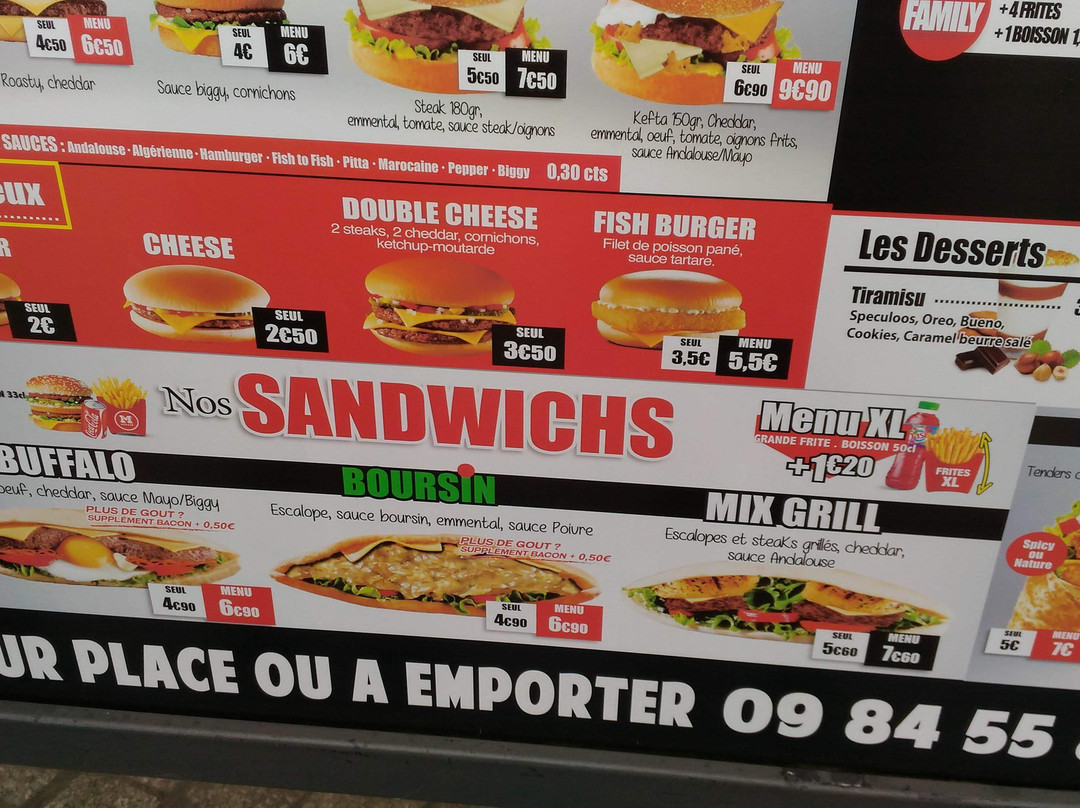 SEUL MENU
4€50 6€50
Roasty, cheddar
SEUL MENU
4€ 6€
Sauce biggy, cornichons
SEUL MENU
5€50 7€50
Steak 180gr,
emmental, tomate, sauce steak/oignons
SEUL MENU
6€90 9€90
Kefta 150gr, Cheddar,
emmental, oeuf, tomate, oignons frits,
sauce Andalouse/Mayo
FAMILY
+4 FRITES
+1 BOISSON 1,
SAUCES : Andalouse · Algérienne · Hamburger · Fish to Fish · Pitta · Marocaine · Pepper · Biggy 0,30 cts
EUX
R
SEUL
2€
CHEESE
SEUL
2€50
DOUBLE CHEESE
2 steaks, 2 cheddar, cornichons,
ketchup-moutarde
SEUL
3€50
FISH BURGER
Filet de poisson pané,
sauce tartare.
SEUL MENU
3,5€ 5,5€
Les Desserts
Tiramisu
Speculoos, Oreo, Bueno,
Cookies, Caramel beurre salé
33cl
Nos SANDWICHS
Menu XL
GRANDE FRITE . BOISSON 50cl
+1€20
FRITES
XL
BUFFALO
oeuf, cheddar, sauce Mayo/Biggy
PLUS DE GOUT ?
SUPPLÉMENT BACON + 0,50€
SEUL MENU
4€90 6€90
BOURSIN
Escalope, sauce boursin, emmental, sauce Poivre
PLUS DE GOUT ?
SUPPLÉMENT BACON + 0,50€
SEUL MENU
4€90 6€90
MIX GRILL
Escalopes et steaks grillés, cheddar,
sauce Andalouse
SEUL MENU
5€60 7€60
Tenders
Spicy
ou
Nature
SEUL MENU
5€ 7€
UR PLACE OU A EMPORTER 09 84 55